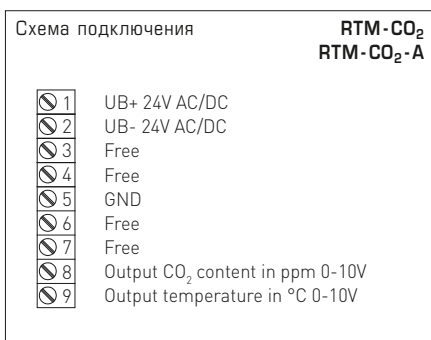 Схема подключения RTM-CO₂
RTM-CO₂-A
1 UB+ 24V AC/DC
2 UB- 24V AC/DC
3 Free
4 Free
5 GND
6 Free
7 Free
8 Output CO₂ content in ppm 0-10V
9 Output temperature in °C 0-10V